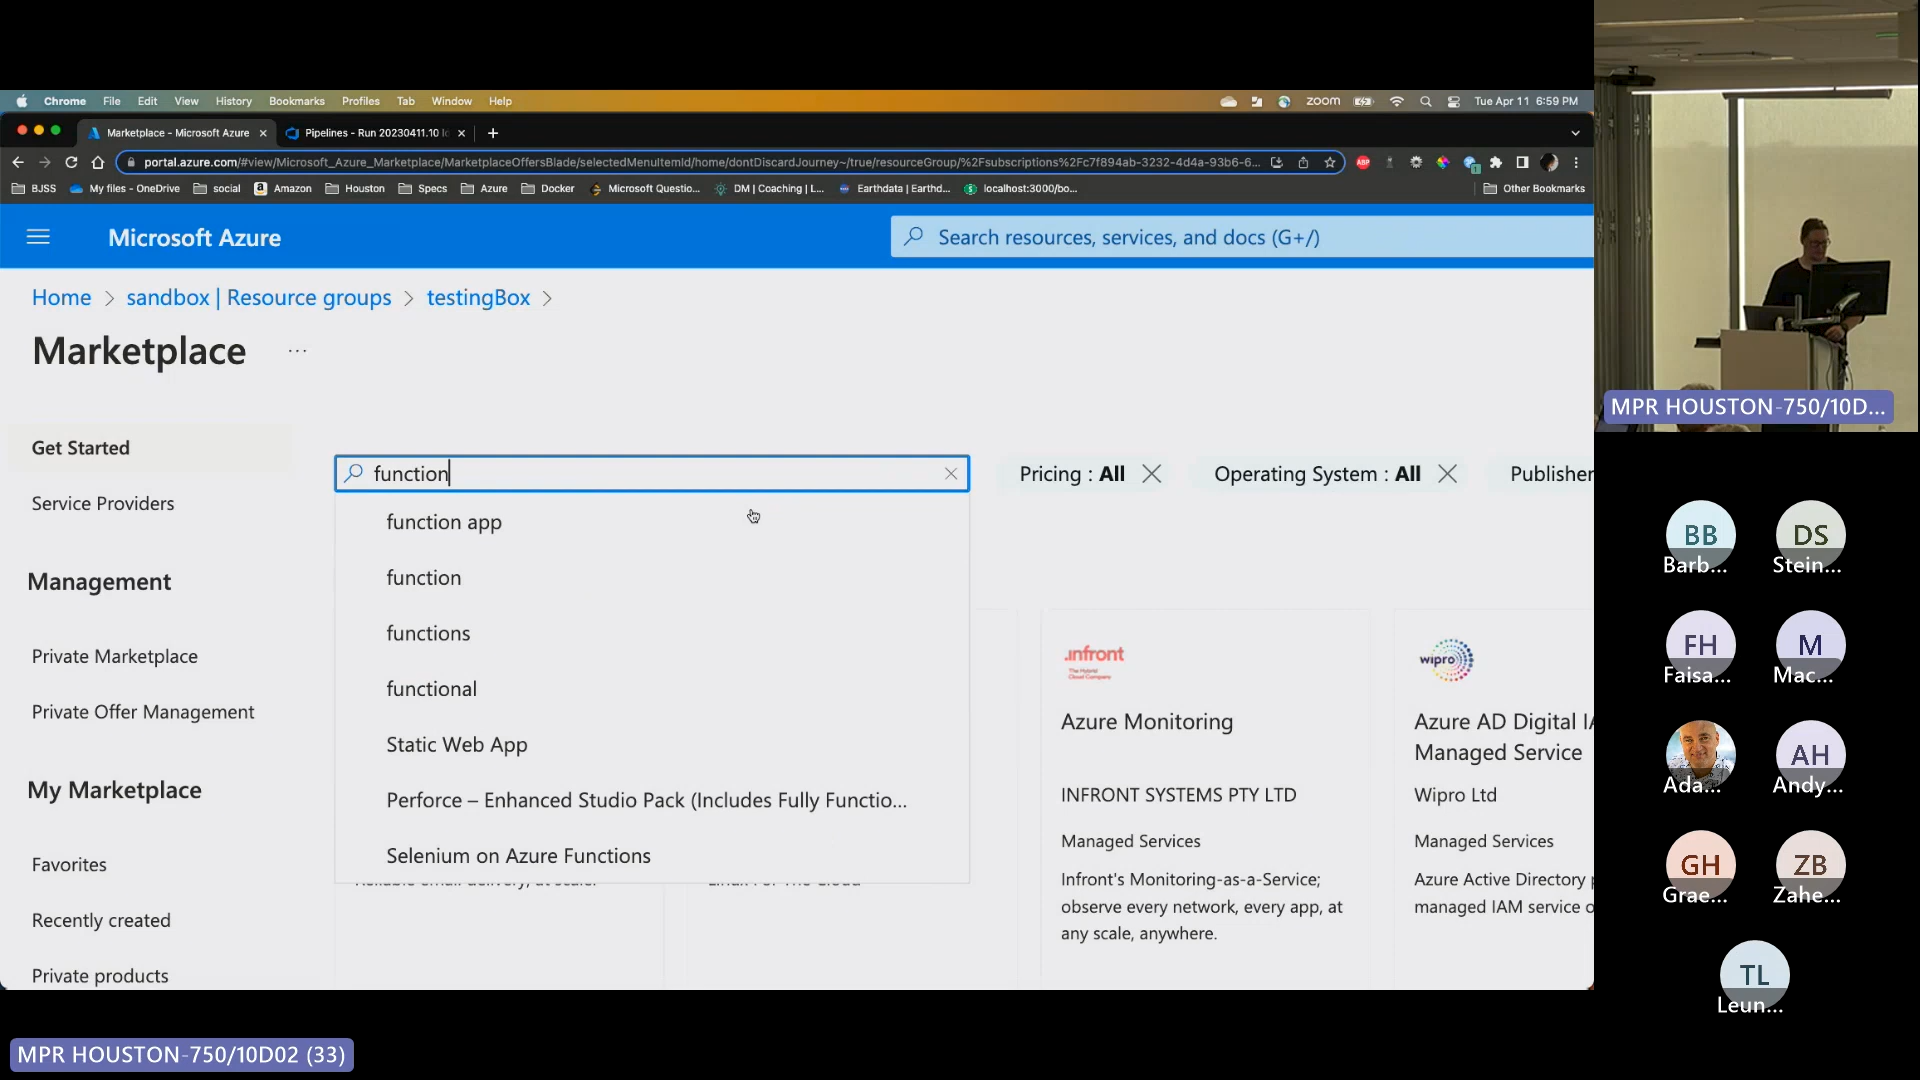 Chrome File Edit View History Bookmarks Profiles Tab Window Help
zoom Tue Apr 11 6:59 PM
Marketplace - Microsoft Azure
Pipelines - Run 20230411.10 l
portal.azure.com/#view/Microsoft_Azure_Marketplace/MarketplaceOffersBlade/selectedMenuItemId/home/dontDiscardJourney~/true/resourceGroup/%2Fsubscriptions%2Fc7f894ab-3232-4d4a-93b6-6...
ABP
BJSS My files - OneDrive social Amazon Houston Specs Azure Docker Microsoft Questio... DM | Coaching | L... Earthdata | Earthd... localhost:3000/bo... Other Bookmarks
Microsoft Azure
Search resources, services, and docs (G+/)
Home > sandbox | Resource groups > testingBox >
Marketplace ...
Get Started
Service Providers
Management
Private Marketplace
Private Offer Management
My Marketplace
Favorites
Recently created
Private products
function
Pricing : All
Operating System : All
Publisher
function app
function
functions
functional
Static Web App
Perforce – Enhanced Studio Pack (Includes Fully Functio...
Selenium on Azure Functions
.infront
The Hybrid
Cloud Company
Azure Monitoring
INFRONT SYSTEMS PTY LTD
Managed Services
Infront's Monitoring-as-a-Service;
observe every network, every app, at
any scale, anywhere.
wipro
Azure AD Digital IA
Managed Service
Wipro Ltd
Managed Services
Azure Active Directory
managed IAM service o
MPR HOUSTON-750/10D...
BB
Barb...
DS
Stein...
FH
Faisa...
M
Mac...
Ada...
AH
Andy...
GH
Grae...
ZB
Zahe...
TL
Leun...
MPR HOUSTON-750/10D02 (33)